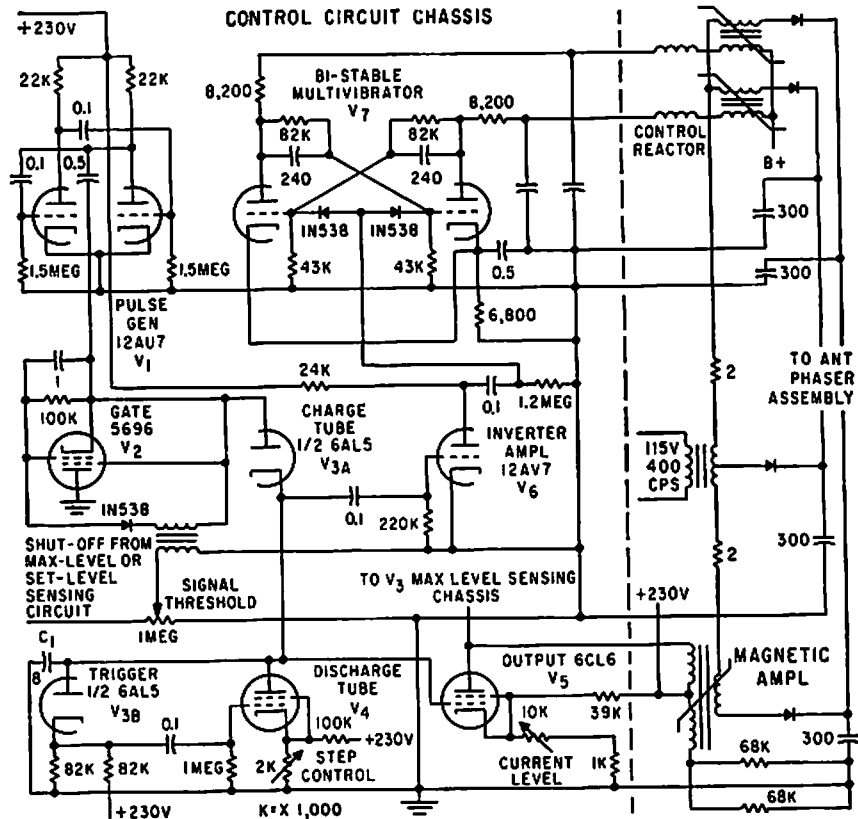 CONTROL CIRCUIT CHASSIS
+230V
22K
22K
0.1
0.1
0.5
1.5MEG
1.5MEG
PULSE
GEN
12AU7
V1
8,200
BI-STABLE
MULTIVIBRATOR
V7
82K
82K
8,200
240
240
1N538
1N538
43K
43K
0.5
6,800
CONTROL
REACTOR
B+
300
300
1
100K
GATE
5696
V2
24K
CHARGE
TUBE
1/2 6AL5
V3A
0.1
1.2MEG
INVERTER
AMPL
12AV7
V6
0.1
220K
2
TO ANT
PHASER
ASSEMBLY
115V
400
CPS
2
300
1N538
SHUT-OFF FROM
MAX-LEVEL OR
SET-LEVEL
SENSING
CIRCUIT
SIGNAL
THRESHOLD
1MEG
TO V3 MAX LEVEL SENSING
CHASSIS
+230V
C1
8
TRIGGER
1/2 6AL5
V3B
0.1
82K
82K
+230V
1MEG
DISCHARGE
TUBE
V4
100K
+230V
2K
STEP
CONTROL
OUTPUT 6CL6
V5
10K
39K
CURRENT
LEVEL
1K
MAGNETIC
AMPL
300
68K
68K
K=X 1,000